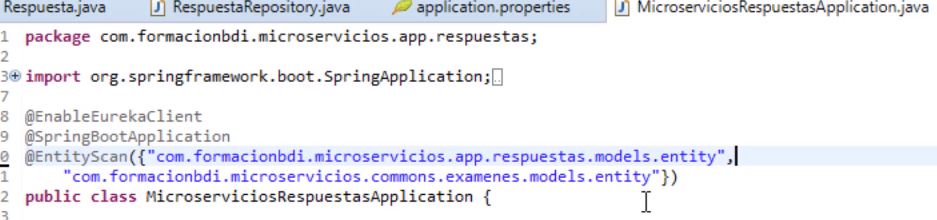 Respuesta.java RespuestaRepository.java application.properties MicroserviciosRespuestasApplication.java
1 package com.formacionbdi.microservicios.app.respuestas;
2
3 import org.springframework.boot.SpringApplication;
7
8 @EnableEurekaClient
9 @SpringBootApplication
0 @EntityScan({"com.formacionbdi.microservicios.app.respuestas.models.entity",
1 "com.formacionbdi.microservicios.commons.examenes.models.entity"})
2 public class MicroserviciosRespuestasApplication {
3